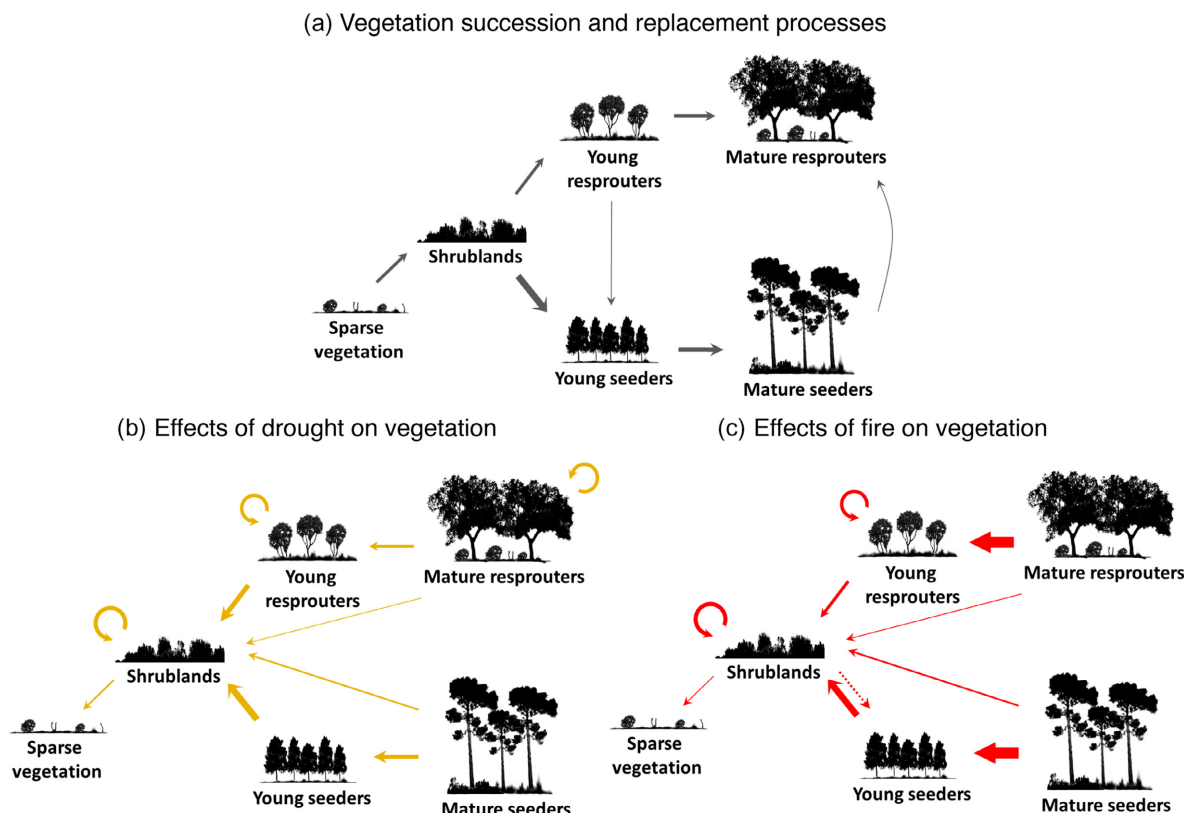 (a) Vegetation succession and replacement processes
Young
resprouters
Mature resprouters
Shrublands
Sparse
vegetation
Young seeders
Mature seeders
(b) Effects of drought on vegetation
Young
resprouters
Mature resprouters
Shrublands
Sparse
vegetation
Young seeders
Mature seeders
(c) Effects of fire on vegetation
Young
resprouters
Mature resprouters
Shrublands
Sparse
vegetation
Young seeders
Mature seeders